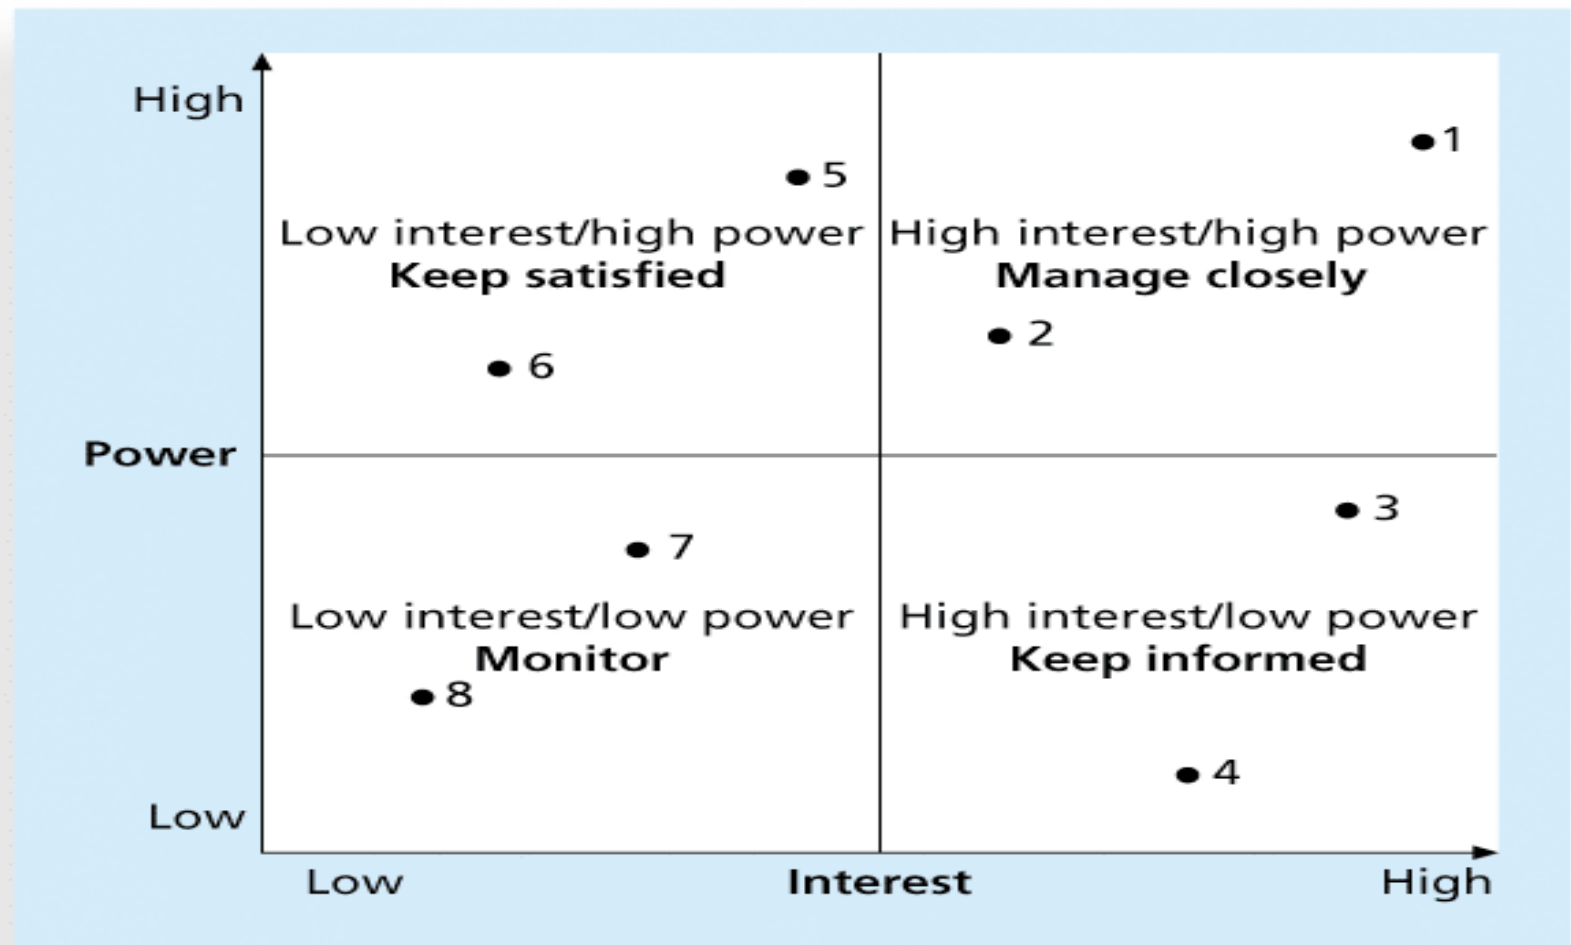 High
1
5
Low interest/high power
Keep satisfied
High interest/high power
Manage closely
2
6
Power
3
7
Low interest/low power
Monitor
High interest/low power
Keep informed
8
4
Low
Low
Interest
High